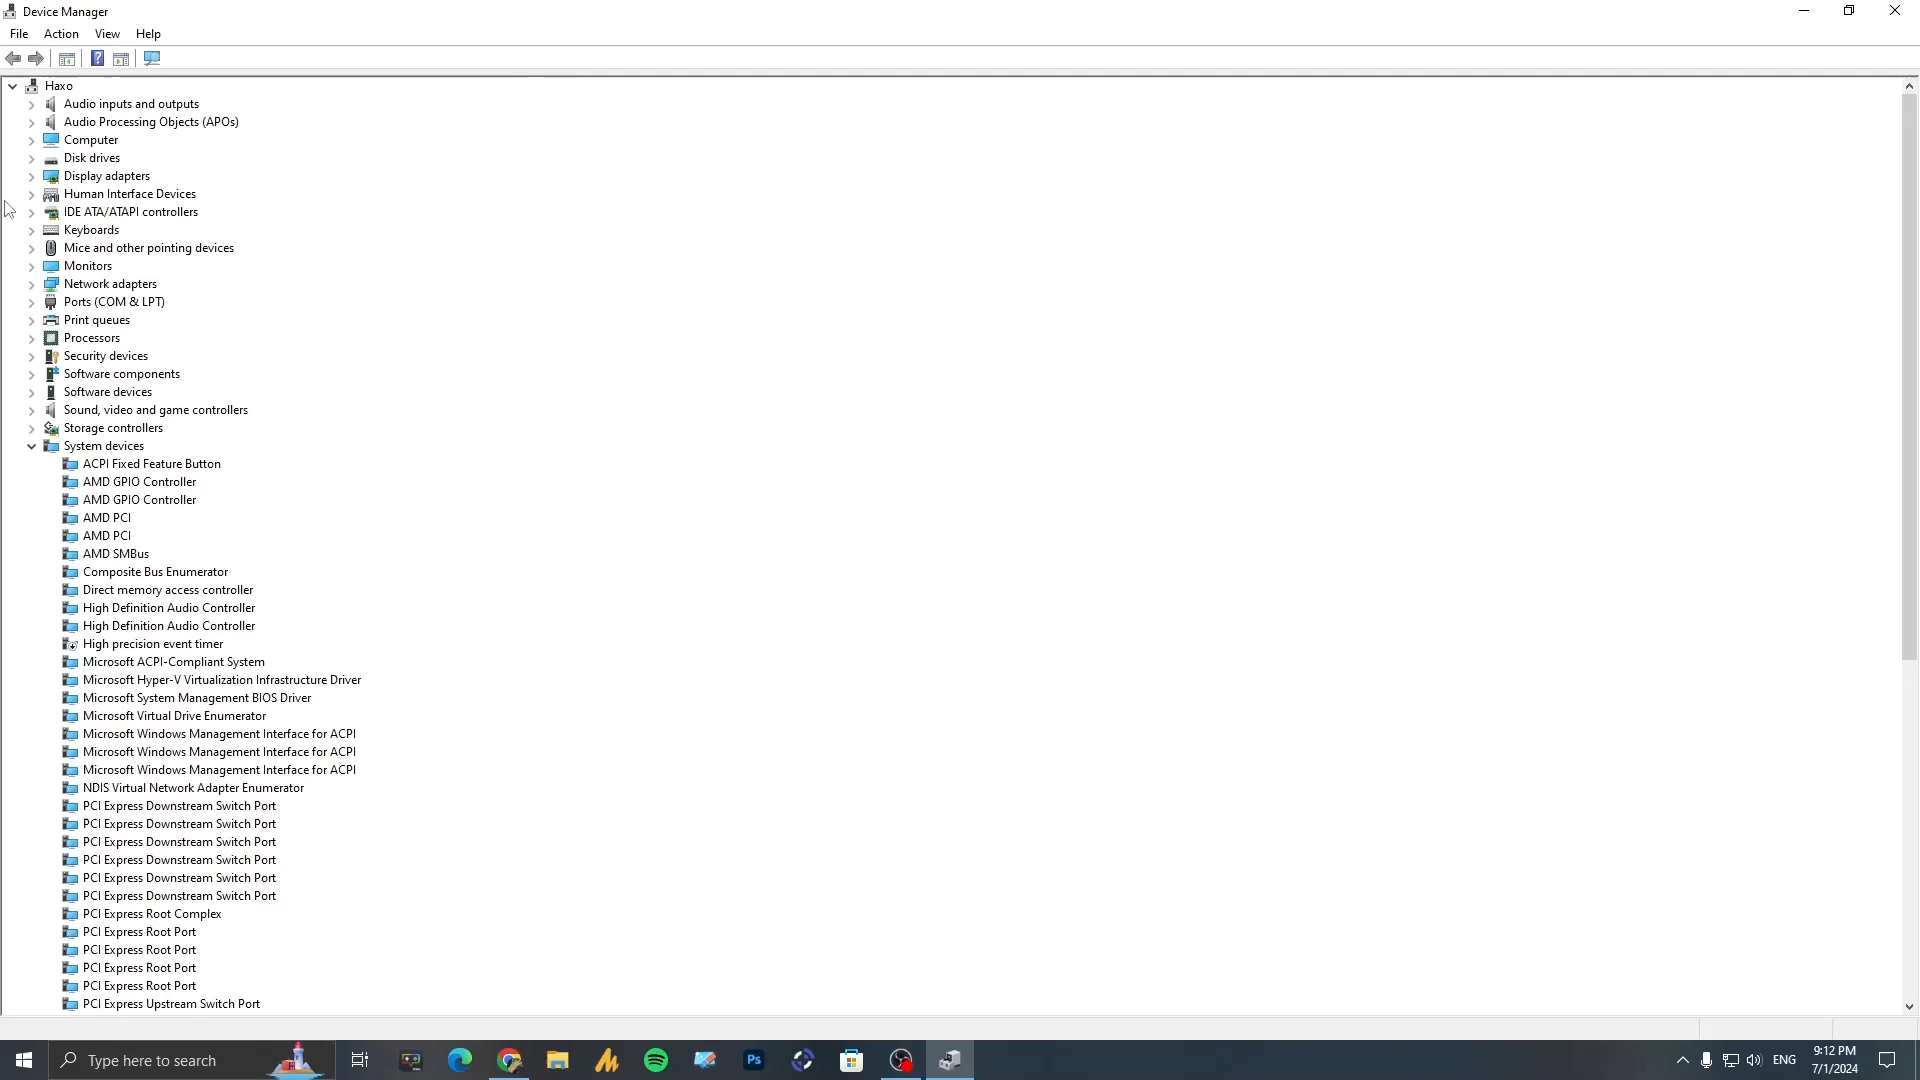 Device Manager
File Action View Help
?
Haxo
Audio inputs and outputs
Audio Processing Objects (APOs)
Computer
Disk drives
Display adapters
Human Interface Devices
IDE ATA/ATAPI controllers
Keyboards
Mice and other pointing devices
Monitors
Network adapters
Ports (COM & LPT)
Print queues
Processors
Security devices
Software components
Software devices
Sound, video and game controllers
Storage controllers
System devices
ACPI Fixed Feature Button
AMD GPIO Controller
AMD GPIO Controller
AMD PCI
AMD PCI
AMD SMBus
Composite Bus Enumerator
Direct memory access controller
High Definition Audio Controller
High Definition Audio Controller
High precision event timer
Microsoft ACPI-Compliant System
Microsoft Hyper-V Virtualization Infrastructure Driver
Microsoft System Management BIOS Driver
Microsoft Virtual Drive Enumerator
Microsoft Windows Management Interface for ACPI
Microsoft Windows Management Interface for ACPI
Microsoft Windows Management Interface for ACPI
NDIS Virtual Network Adapter Enumerator
PCI Express Downstream Switch Port
PCI Express Downstream Switch Port
PCI Express Downstream Switch Port
PCI Express Downstream Switch Port
PCI Express Downstream Switch Port
PCI Express Downstream Switch Port
PCI Express Root Complex
PCI Express Root Port
PCI Express Root Port
PCI Express Root Port
PCI Express Root Port
PCI Express Upstream Switch Port
Type here to search
Ps
ENG
9:12 PM
7/1/2024